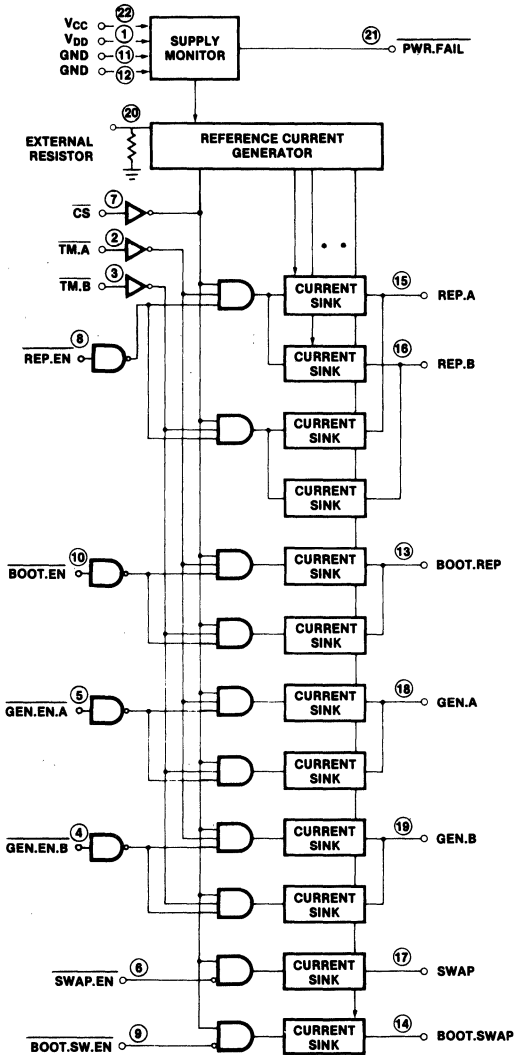 VCC 22
VDD 1
GND 11
GND 12
SUPPLY
MONITOR
21
PWR.FAIL
20
EXTERNAL
RESISTOR
REFERENCE CURRENT
GENERATOR
7
CS
2
TM.A
3
TM.B
8
REP.EN
CURRENT
SINK
15
REP.A
CURRENT
SINK
16
REP.B
CURRENT
SINK
CURRENT
SINK
10
BOOT.EN
CURRENT
SINK
13
BOOT.REP
CURRENT
SINK
5
GEN.EN.A
CURRENT
SINK
18
GEN.A
CURRENT
SINK
4
GEN.EN.B
CURRENT
SINK
19
GEN.B
CURRENT
SINK
6
SWAP.EN
CURRENT
SINK
17
SWAP
9
BOOT.SW.EN
CURRENT
SINK
14
BOOT.SWAP